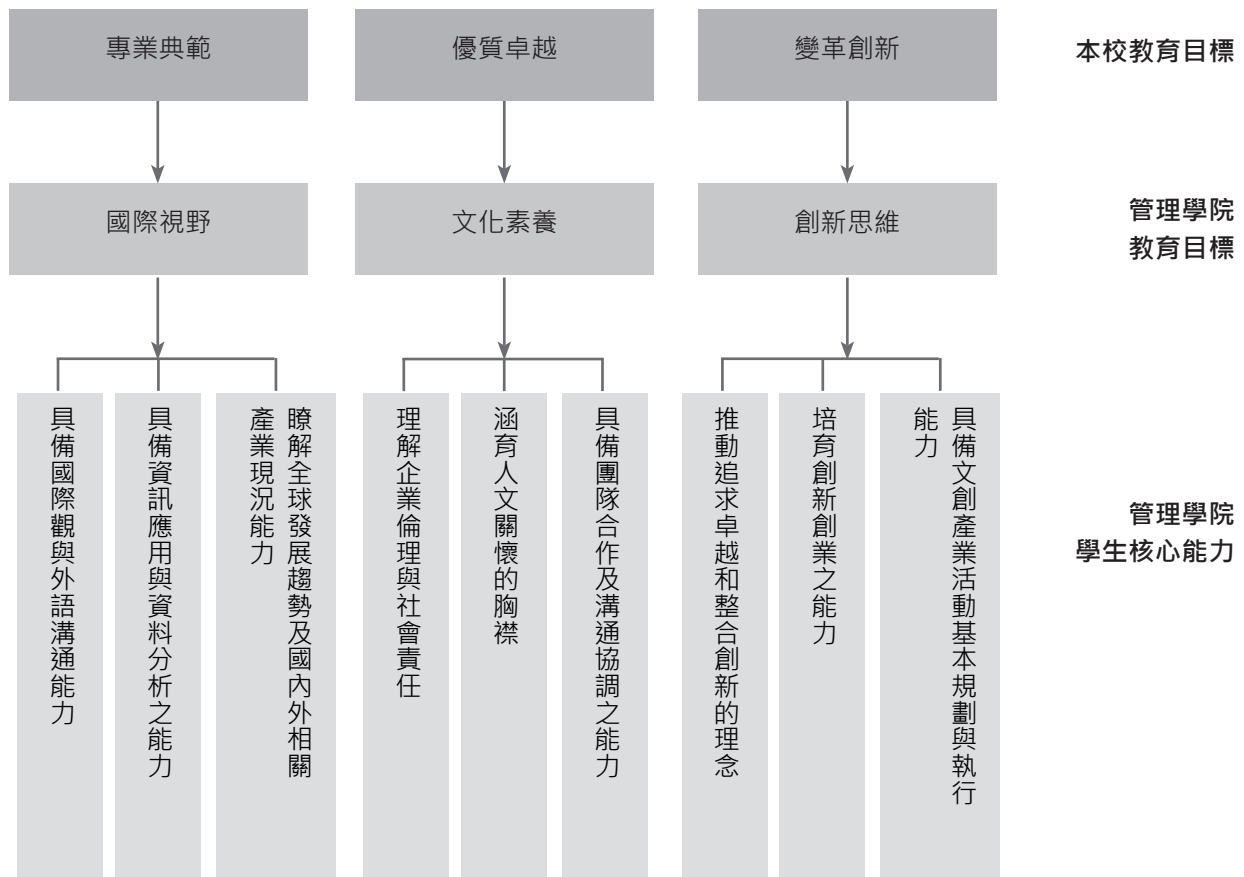 專業典範
優質卓越
變革創新
本校教育目標
國際視野
文化素養
創新思維
管理學院
教育目標
具備國際觀與外語溝通能力
具備資訊應用與資料分析之能力
瞭解全球發展趨勢及國內外相關
產業現況能力
理解企業倫理與社會責任
涵育人文關懷的胸襟
具備團隊合作及溝通協調之能力
推動追求卓越和整合創新的理念
培育創新創業之能力
具備文創產業活動基本規劃與執行
能力
管理學院
學生核心能力